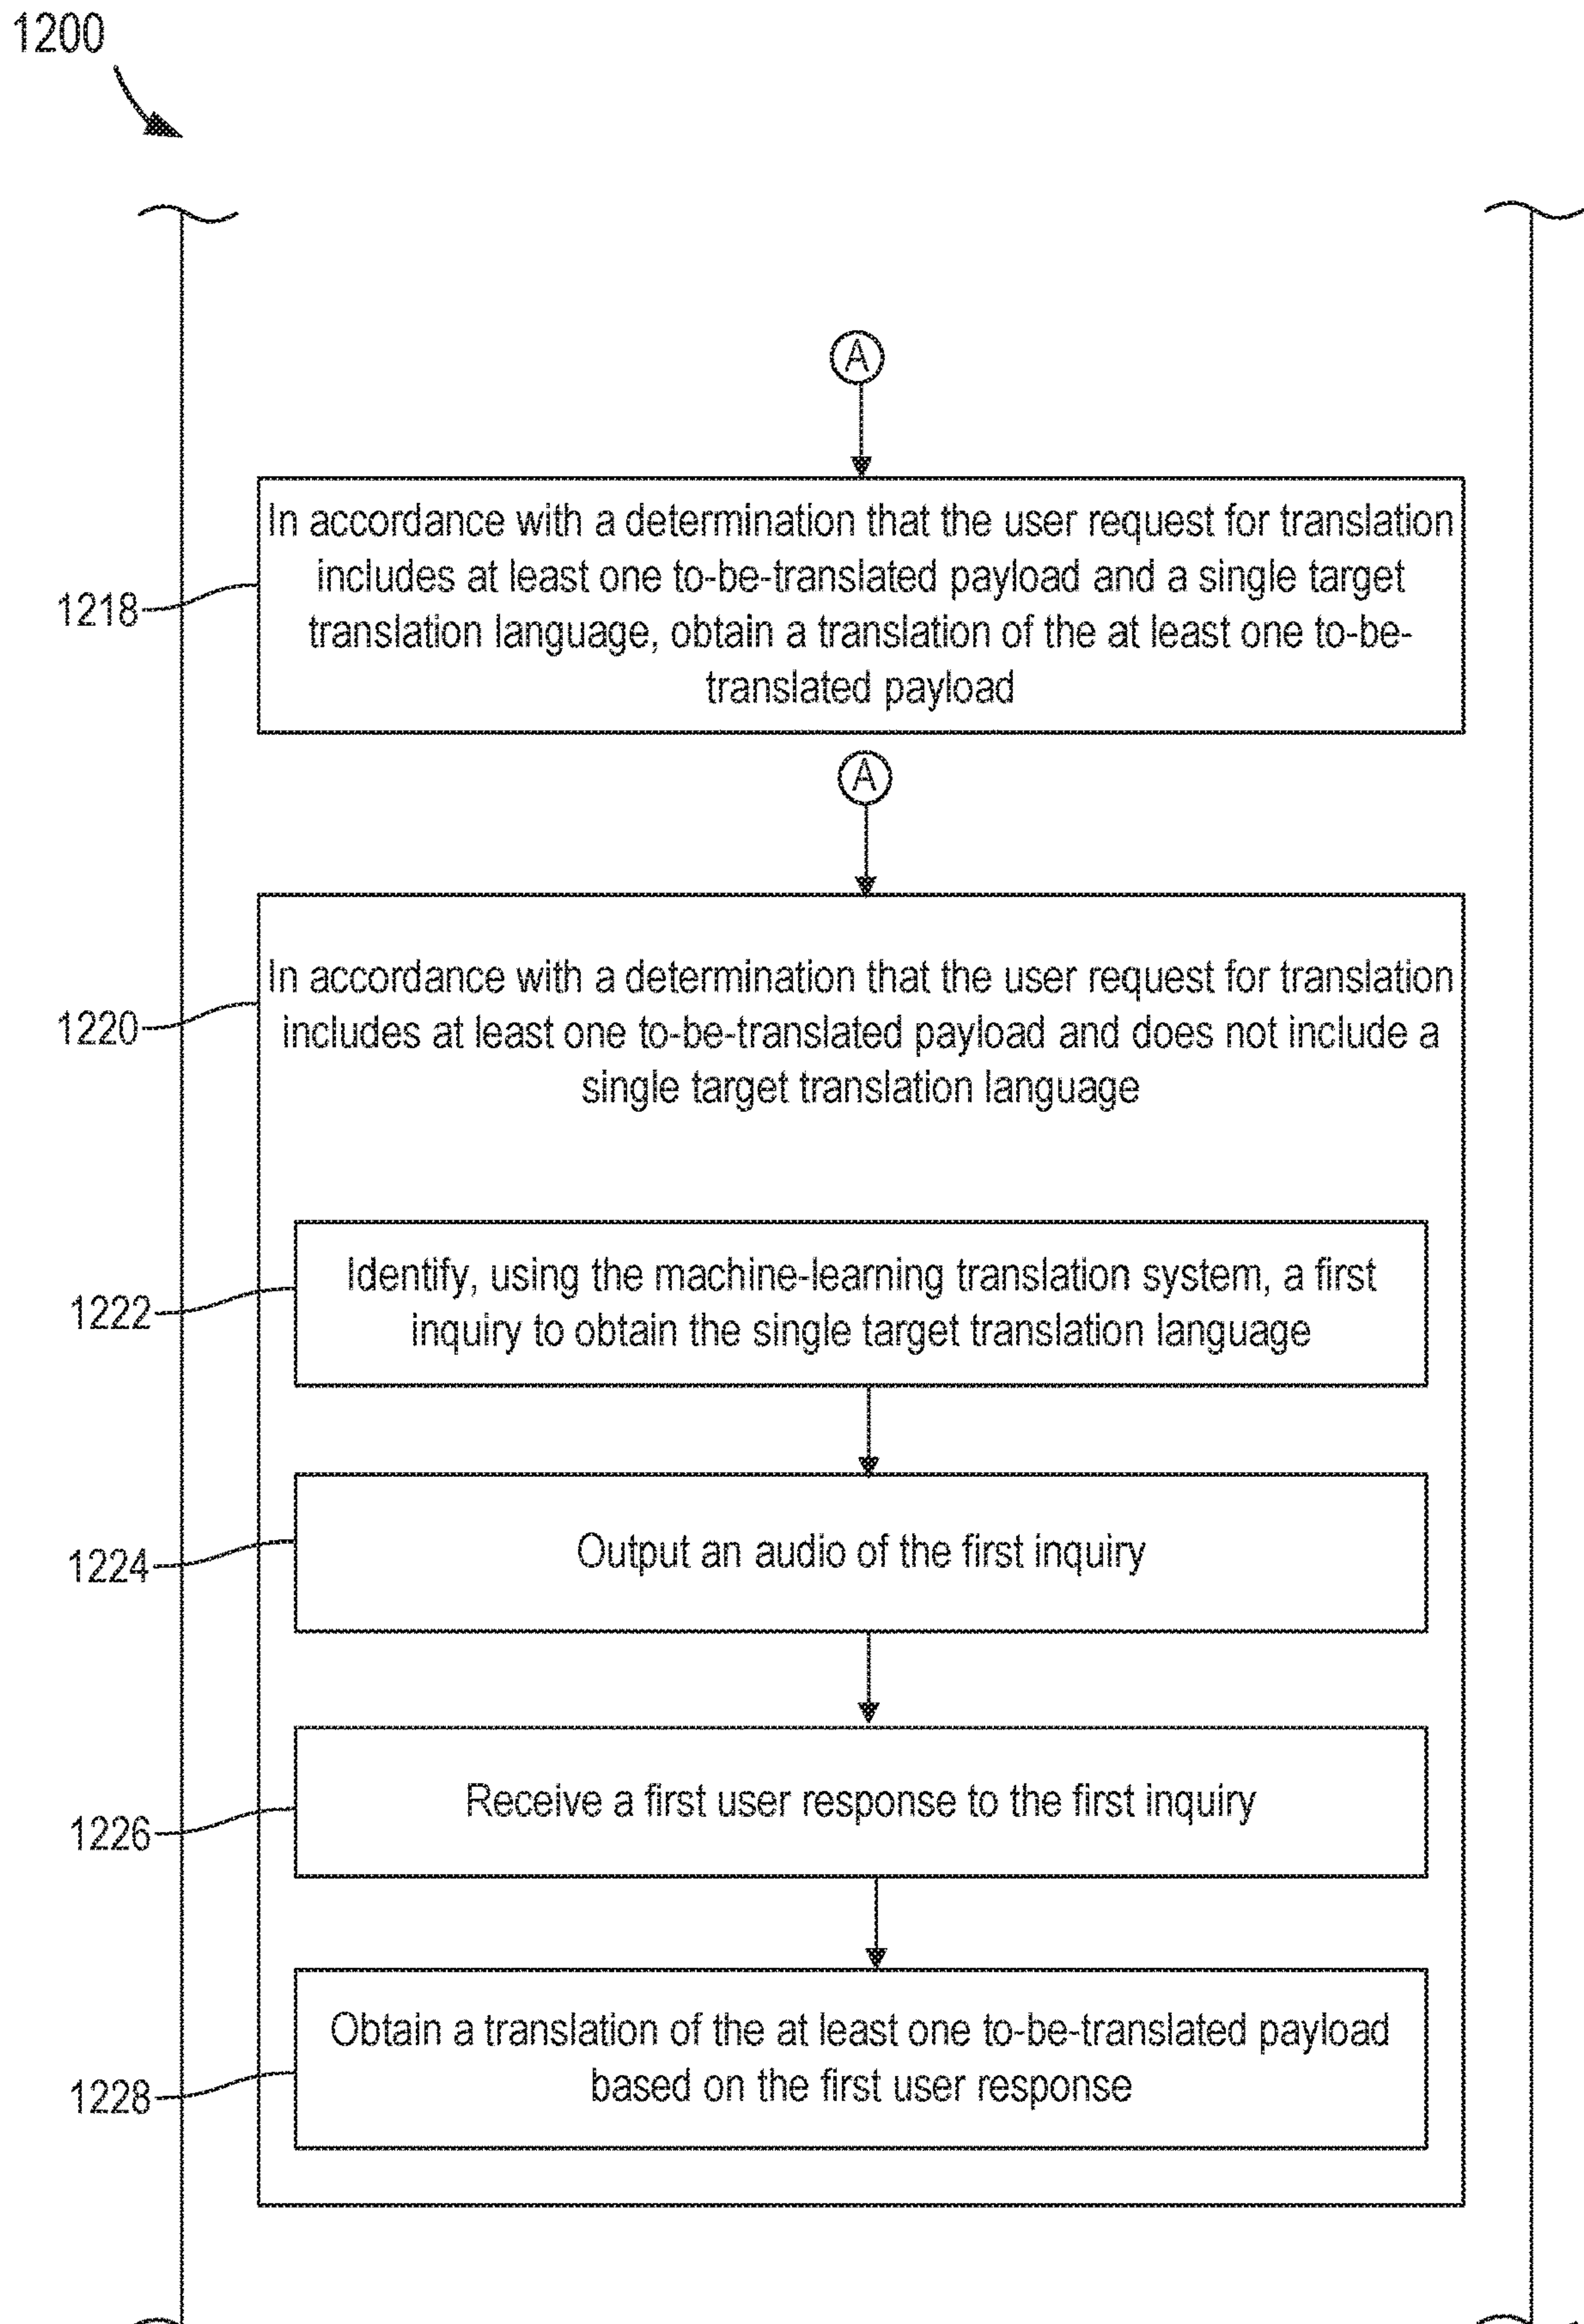 1200
A
In accordance with a determination that the user request for translation
includes at least one to-be-translated payload and a single target
translation language, obtain a translation of the at least one to-be-
translated payload
1218
A
In accordance with a determination that the user request for translation
includes at least one to-be-translated payload and does not include a
single target translation language
1220
Identify, using the machine-learning translation system, a first
inquiry to obtain the single target translation language
1222
Output an audio of the first inquiry
1224
Receive a first user response to the first inquiry
1226
Obtain a translation of the at least one to-be-translated payload
based on the first user response
1228